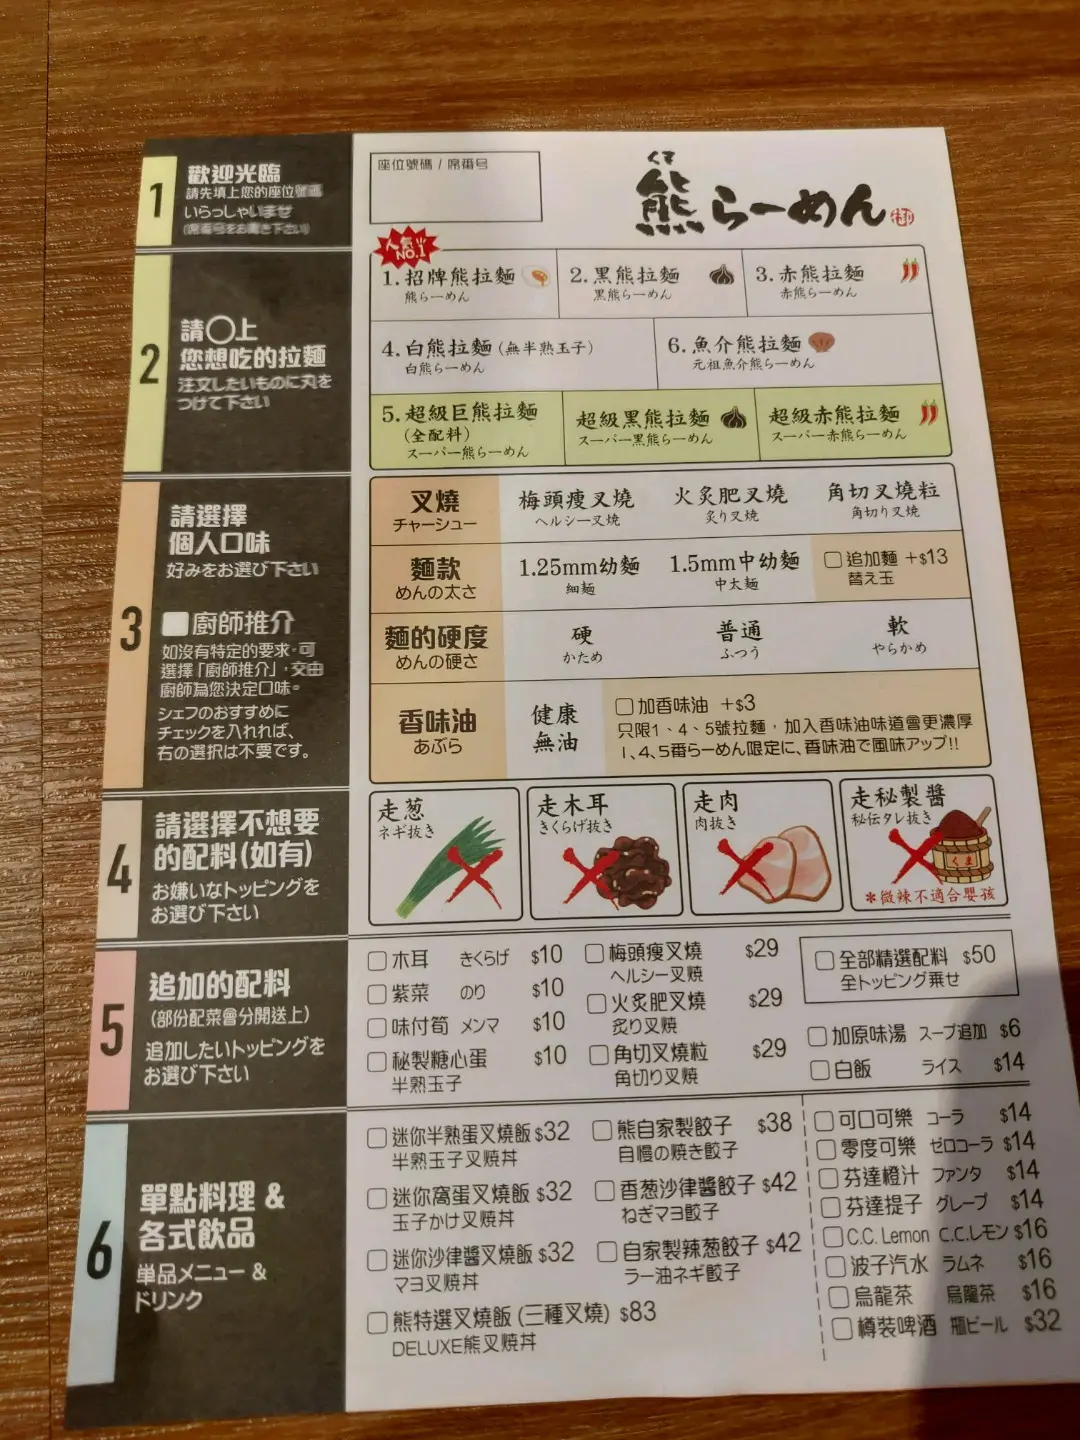 1
歡迎光臨
請先填上您的座位號碼
いらっしゃいませ
(席番号をお書き下さい)
座位號碼 / 席番号
くま
熊らーめん
2
請○上
您想吃的拉麵
注文したいものに丸を
つけて下さい
人氣
NO.1
1.招牌熊拉麵
熊らーめん
2.黑熊拉麵
黒熊らーめん
3.赤熊拉麵
赤熊らーめん
4.白熊拉麵(無半熟玉子)
白熊らーめん
6.魚介熊拉麵
元祖魚介熊らーめん
5.超級巨熊拉麵
(全配料)
スーパー熊らーめん
超級黑熊拉麵
スーパー黒熊らーめん
超級赤熊拉麵
スーパー赤熊らーめん
3
請選擇
個人口味
好みをお選び下さい
廚師推介
如沒有特定的要求,可
選擇「廚師推介」,交由
廚師為您決定口味。
シェフのおすすめに
チェックを入れれば、
右の選択は不要です。
叉燒
チャーシュー
梅頭瘦叉燒
ヘルシー叉焼
火炙肥叉燒
炙り叉焼
角切叉燒粒
角切り叉焼
麵款
めんの太さ
1.25mm幼麵
細麺
1.5mm中幼麵
中太麺
追加麵 +$13
替え玉
麵的硬度
めんの硬さ
硬
かため
普通
ふつう
軟
やらかめ
香味油
あぶら
健康
無油
加香味油 +$3
只限1、4、5號拉麵,加入香味油味道會更濃厚
1、4、5番らーめん限定に、香味油で風味アップ!!
4
請選擇不想要
的配料(如有)
お嫌いなトッピングを
お選び下さい
走葱
ネギ抜き
走木耳
きくらげ抜き
走肉
肉抜き
走秘製醬
秘伝タレ抜き
くま
*微辣不適合嬰孩
5
追加的配料
(部份配菜會分開送上)
追加したいトッピングを
お選び下さい
木耳 きくらげ $10
紫菜 のり $10
味付筍 メンマ $10
秘製糖心蛋 $10
半熟玉子
梅頭瘦叉燒 $29
ヘルシー叉焼
火炙肥叉燒 $29
炙り叉焼
角切叉燒粒 $29
角切り叉焼
全部精選配料 $50
全トッピング乗せ
加原味湯 スープ追加 $6
白飯 ライス $14
6
單點料理 &
各式飲品
単品メニュー &
ドリンク
迷你半熟蛋叉燒飯 $32
半熟玉子叉焼丼
迷你窩蛋叉燒飯 $32
玉子かけ叉焼丼
迷你沙律醬叉燒飯 $32
マヨ叉焼丼
熊特選叉燒飯 (三種叉燒) $83
DELUXE熊叉焼丼
熊自家製餃子 $38
自慢の焼き餃子
香葱沙律醬餃子 $42
ねぎマヨ餃子
自家製辣葱餃子 $42
ラー油ネギ餃子
可口可樂 コーラ $14
零度可樂 ゼロコーラ $14
芬達橙汁 ファンタ $14
芬達提子 グレープ $14
C.C. Lemon C.C.レモン $16
波子汽水 ラムネ $16
烏龍茶 烏龍茶 $16
樽裝啤酒 瓶ビール $32